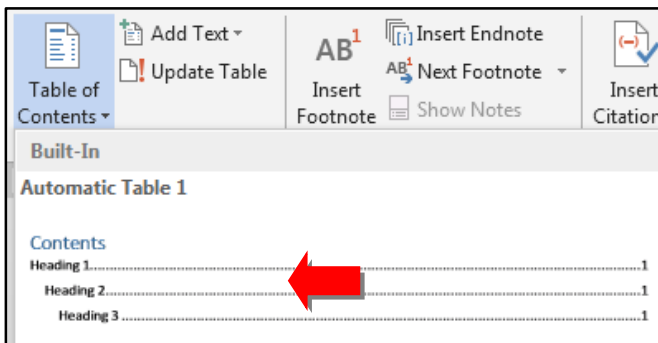 Add Text
Update Table
Table of
Contents
AB1
Insert
Footnote
[i] Insert Endnote
AB1 Next Footnote
Show Notes
(-)
Insert
Citation
Built-In
Automatic Table 1
Contents
Heading 1........................................................................1
Heading 2........................................................................1
Heading 3........................................................................1